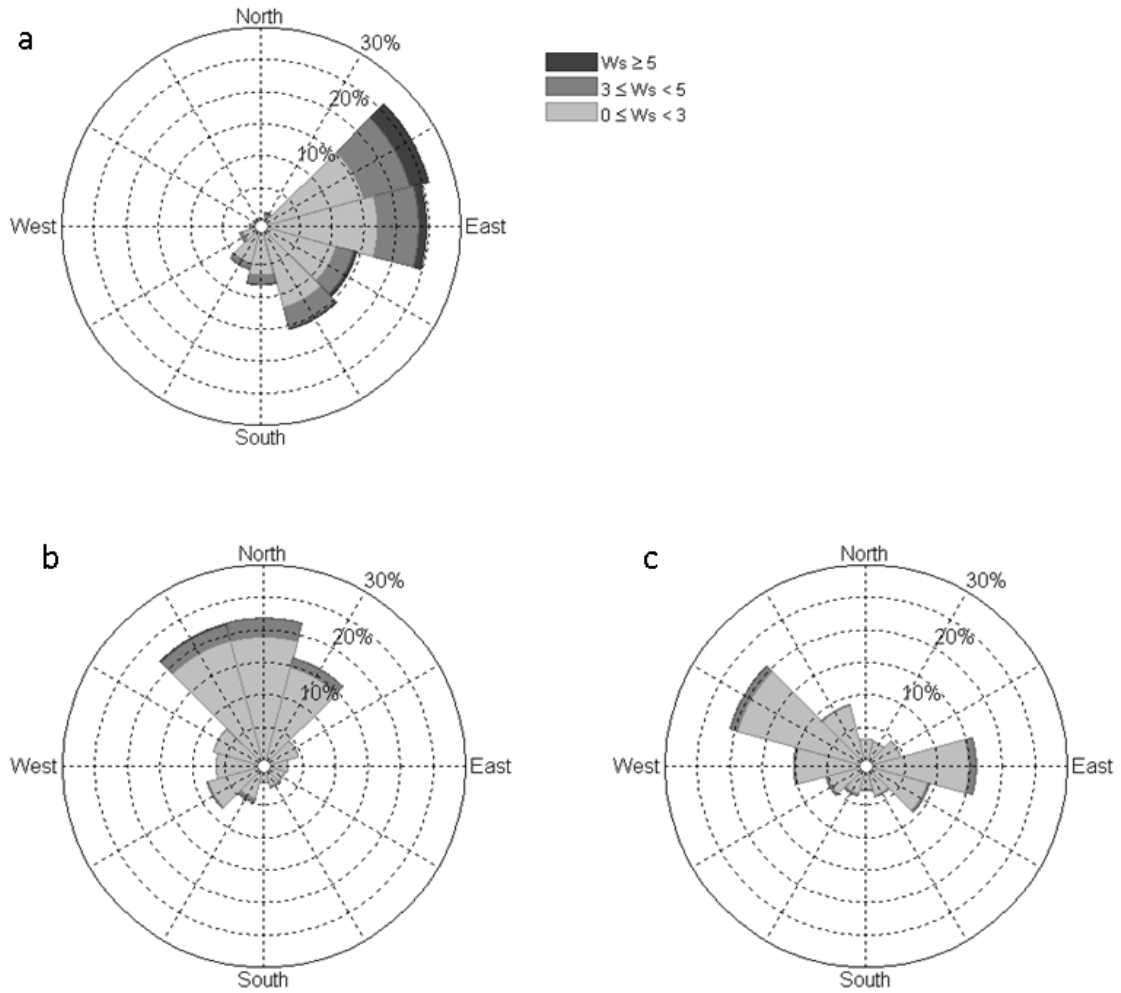 a
North
30%
20%
10%
West
East
South
Ws ≥ 5
3 ≤ Ws < 5
0 ≤ Ws < 3
b
North
30%
20%
10%
West
East
South
c
North
30%
20%
10%
West
East
South